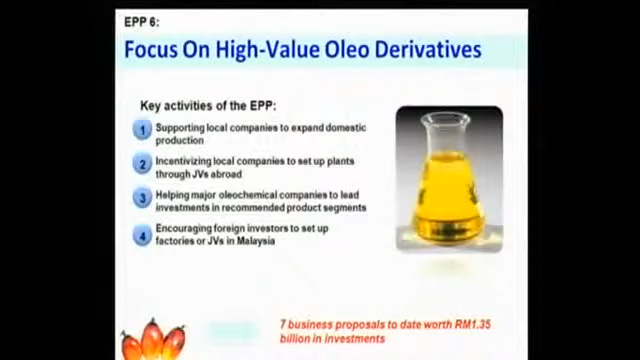 EPP 6:
Focus On High-Value Oleo Derivatives
Key activities of the EPP:
1 Supporting local companies to expand domestic
production
2 Incentivizing local companies to set up plants
through JVs abroad
3 Helping major oleochemical companies to lead
investments in recommended product segments
4 Encouraging foreign investors to set up
factories or JVs in Malaysia
7 business proposals to date worth RM1.35
billion in investments